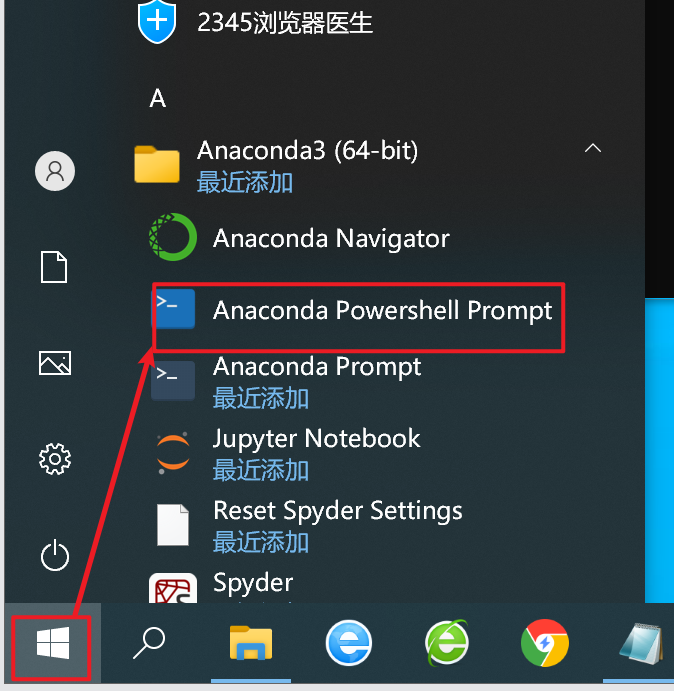 2345浏览器医生
A
Anaconda3 (64-bit)
最近添加
Anaconda Navigator
Anaconda Powershell Prompt
Anaconda Prompt
最近添加
Jupyter Notebook
最近添加
Reset Spyder Settings
最近添加
Spyder